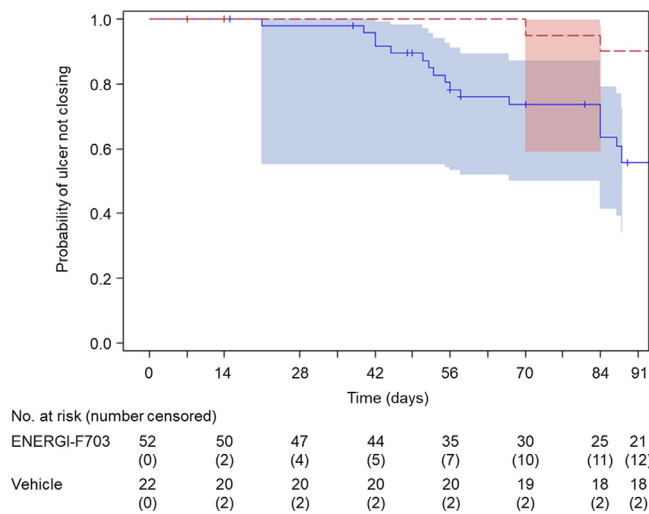 1.0
0.8
0.6
0.4
0.2
0.0
Probability of ulcer not closing
0 14 28 42 56 70 84 91
Time (days)
No. at risk (number censored)
ENERGI-F703 52 50 47 44 35 30 25 21
(0) (2) (4) (5) (7) (10) (11) (12)
Vehicle 22 20 20 20 20 19 18 18
(0) (2) (2) (2) (2) (2) (2) (2)